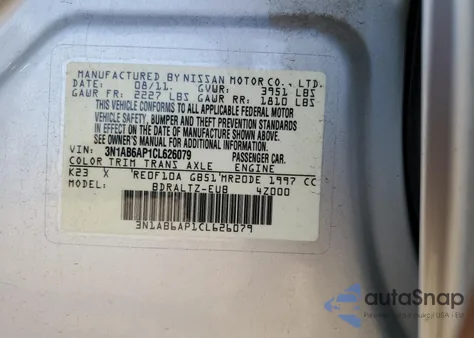 MANUFACTURED BY NISSAN MOTOR CO., LTD.
DATE: 08/11. GVWR: 3951 LBS
GAWR FR: 2227 LBS GAWR RR: 1810 LBS
THIS VEHICLE CONFORMS TO ALL APPLICABLE FEDERAL MOTOR
VEHICLE SAFETY, BUMPER AND THEFT PREVENTION STANDARDS
IN EFFECT ON THE DATE OF MANUFACTURE SHOWN ABOVE.
SEE OWNER'S MANUAL FOR ADDITIONAL INFORMATION.
VIN: 3N1AB6AP1CL626079 PASSENGER CAR.
COLOR TRIM TRANS AXLE ENGINE
K23 X RE0F10A GB51 MR20DE 1997 CC
MODEL: BDRALTZ-EUB 4Z000
3N1AB6AP1CL626079
autoSnap